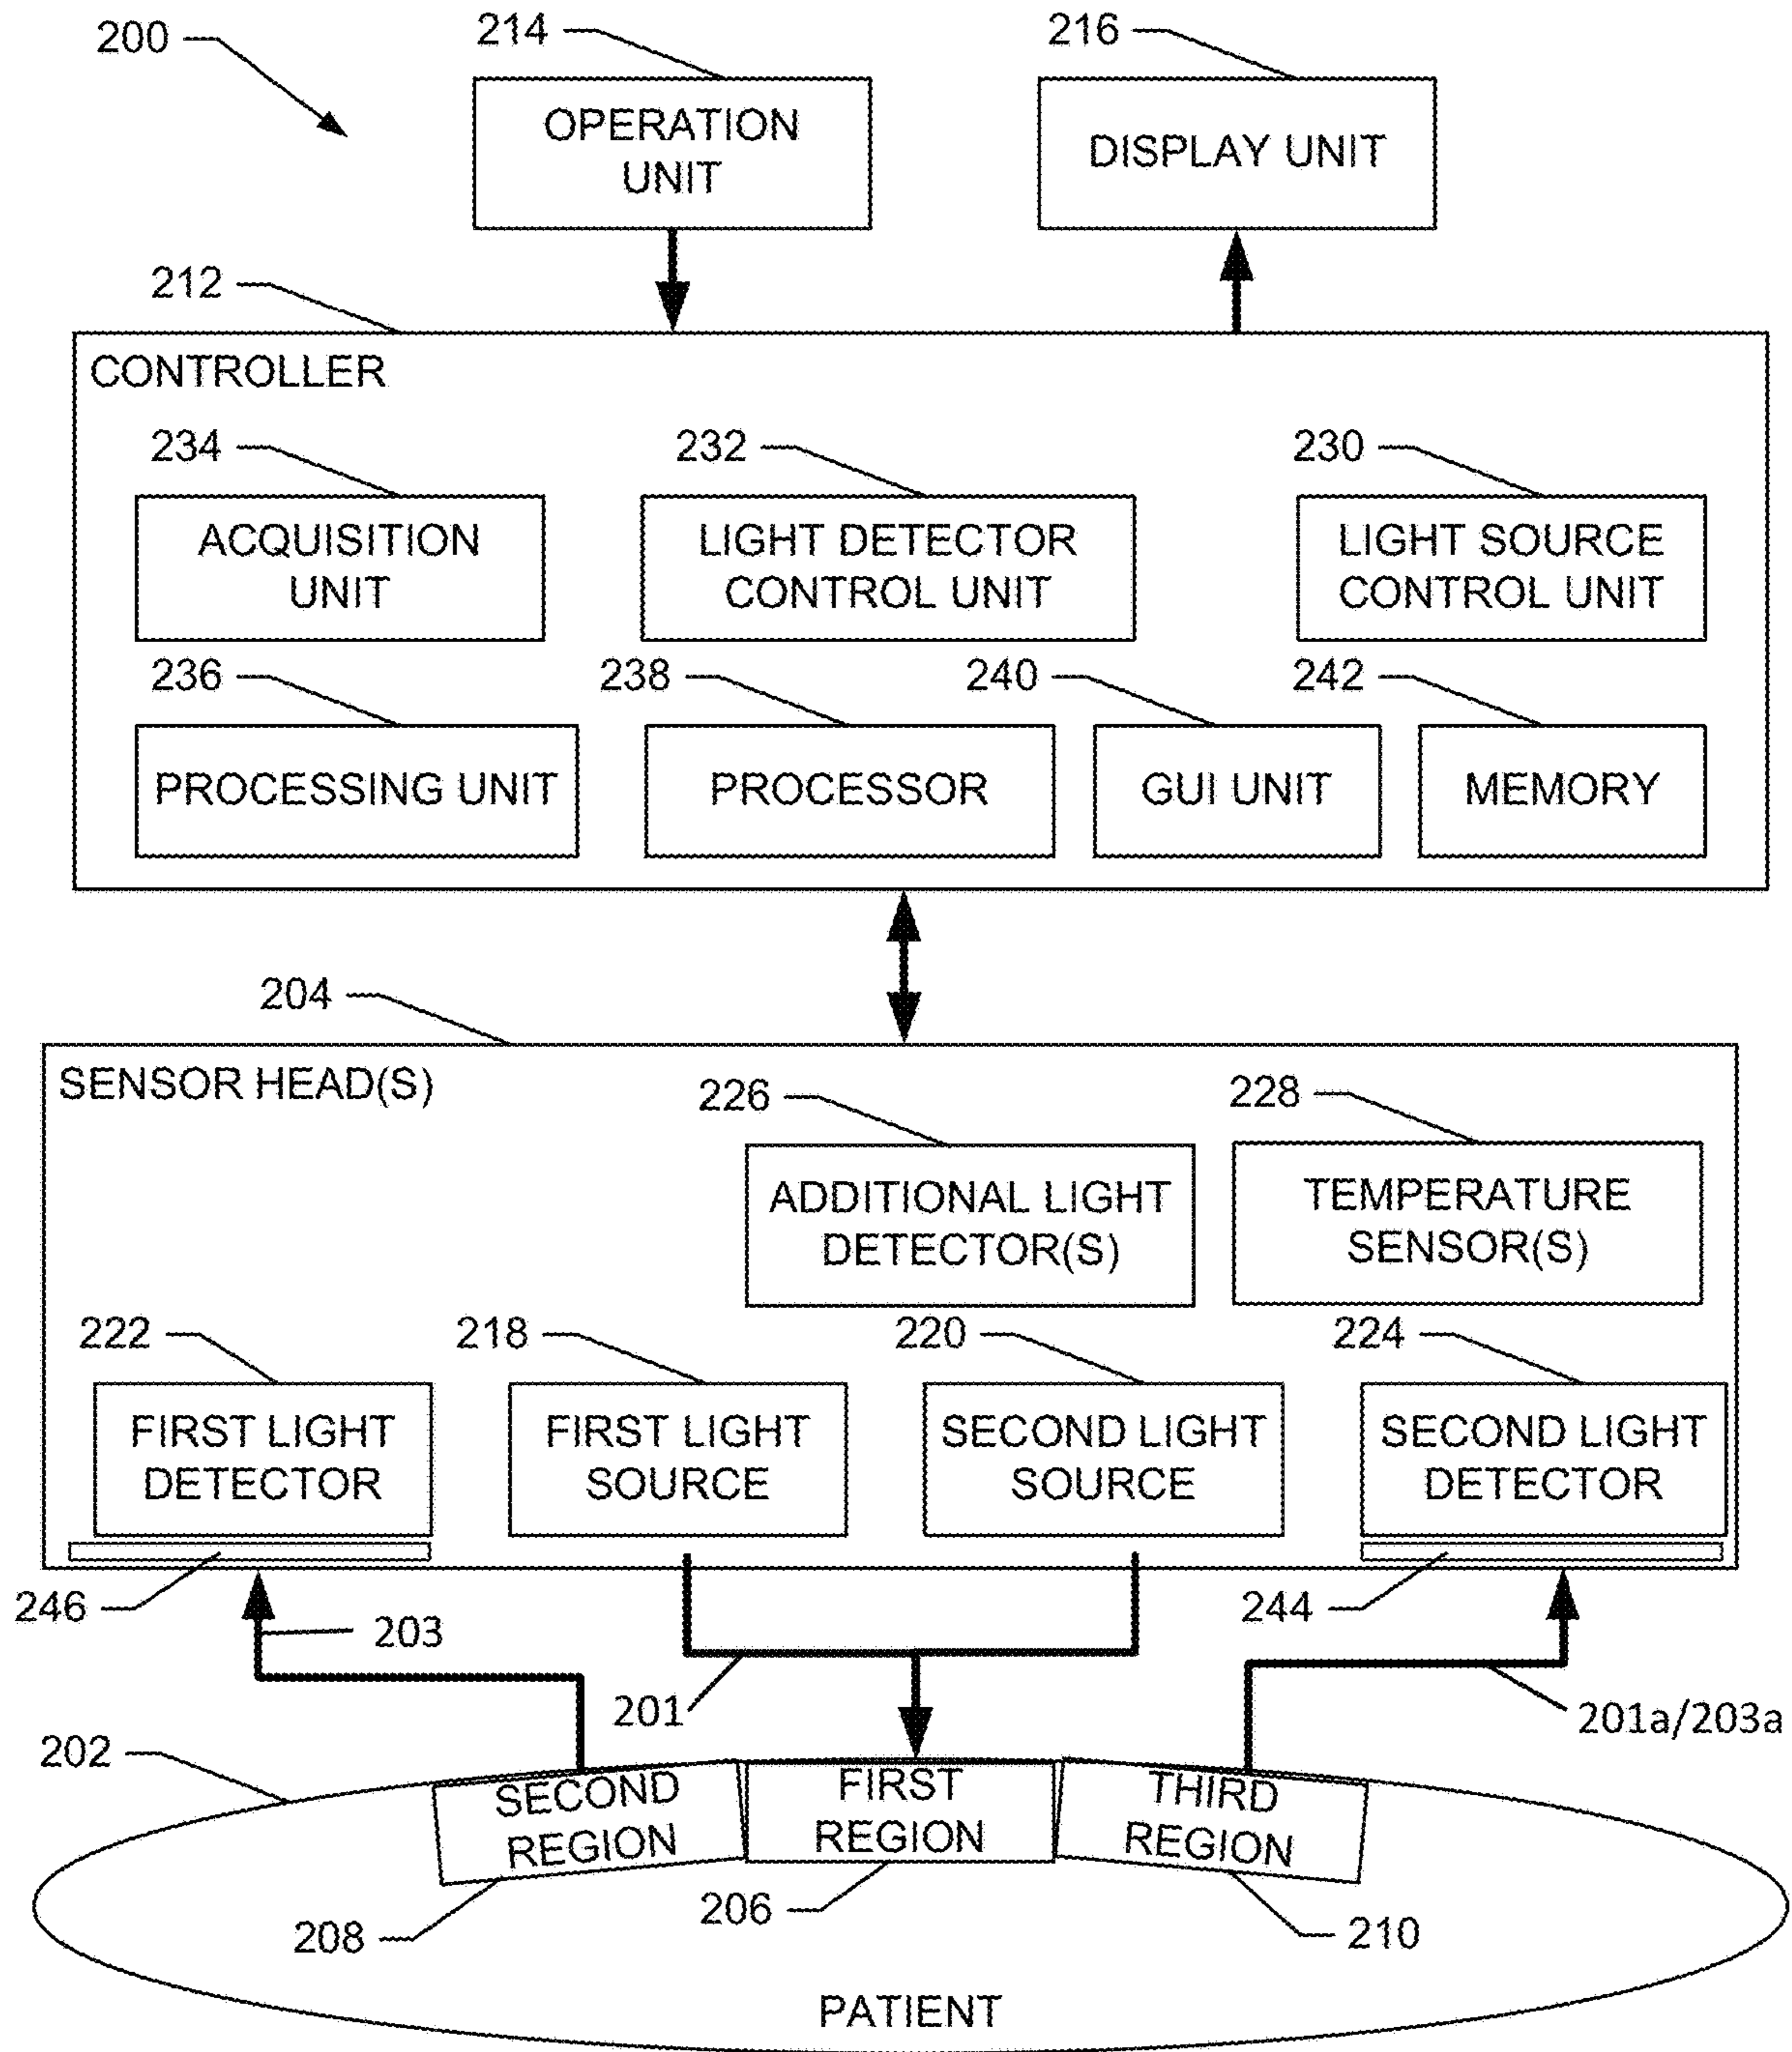 200
214
216
OPERATION
UNIT
DISPLAY UNIT
212
CONTROLLER
234
232
230
ACQUISITION
UNIT
LIGHT DETECTOR
CONTROL UNIT
LIGHT SOURCE
CONTROL UNIT
236
238
240
242
PROCESSING UNIT
PROCESSOR
GUI UNIT
MEMORY
204
SENSOR HEAD(S)
226
228
ADDITIONAL LIGHT
DETECTOR(S)
TEMPERATURE
SENSOR(S)
222
218
220
224
FIRST LIGHT
DETECTOR
FIRST LIGHT
SOURCE
SECOND LIGHT
SOURCE
SECOND LIGHT
DETECTOR
246
203
244
201
201a/203a
202
SECOND
REGION
FIRST
REGION
THIRD
REGION
208
206
210
PATIENT